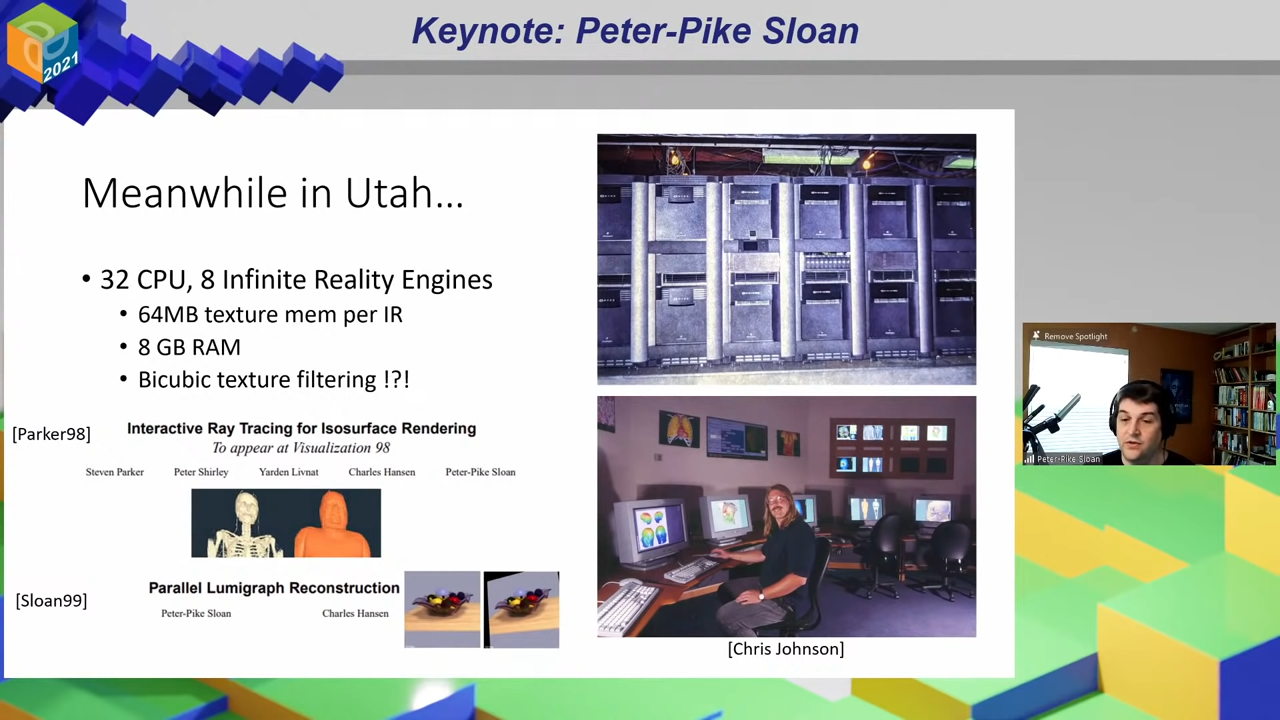 Keynote: Peter-Pike Sloan
2021
Meanwhile in Utah...
• 32 CPU, 8 Infinite Reality Engines
• 64MB texture mem per IR
• 8 GB RAM
• Bicubic texture filtering !?!
[Parker98]
Interactive Ray Tracing for Isosurface Rendering
To appear at Visualization 98
Steven Parker Peter Shirley Yarden Livnat Charles Hansen Peter-Pike Sloan
[Sloan99]
Parallel Lumigraph Reconstruction
Peter-Pike Sloan Charles Hansen
[Chris Johnson]
Remove Spotlight
Peter-Pike Sloan